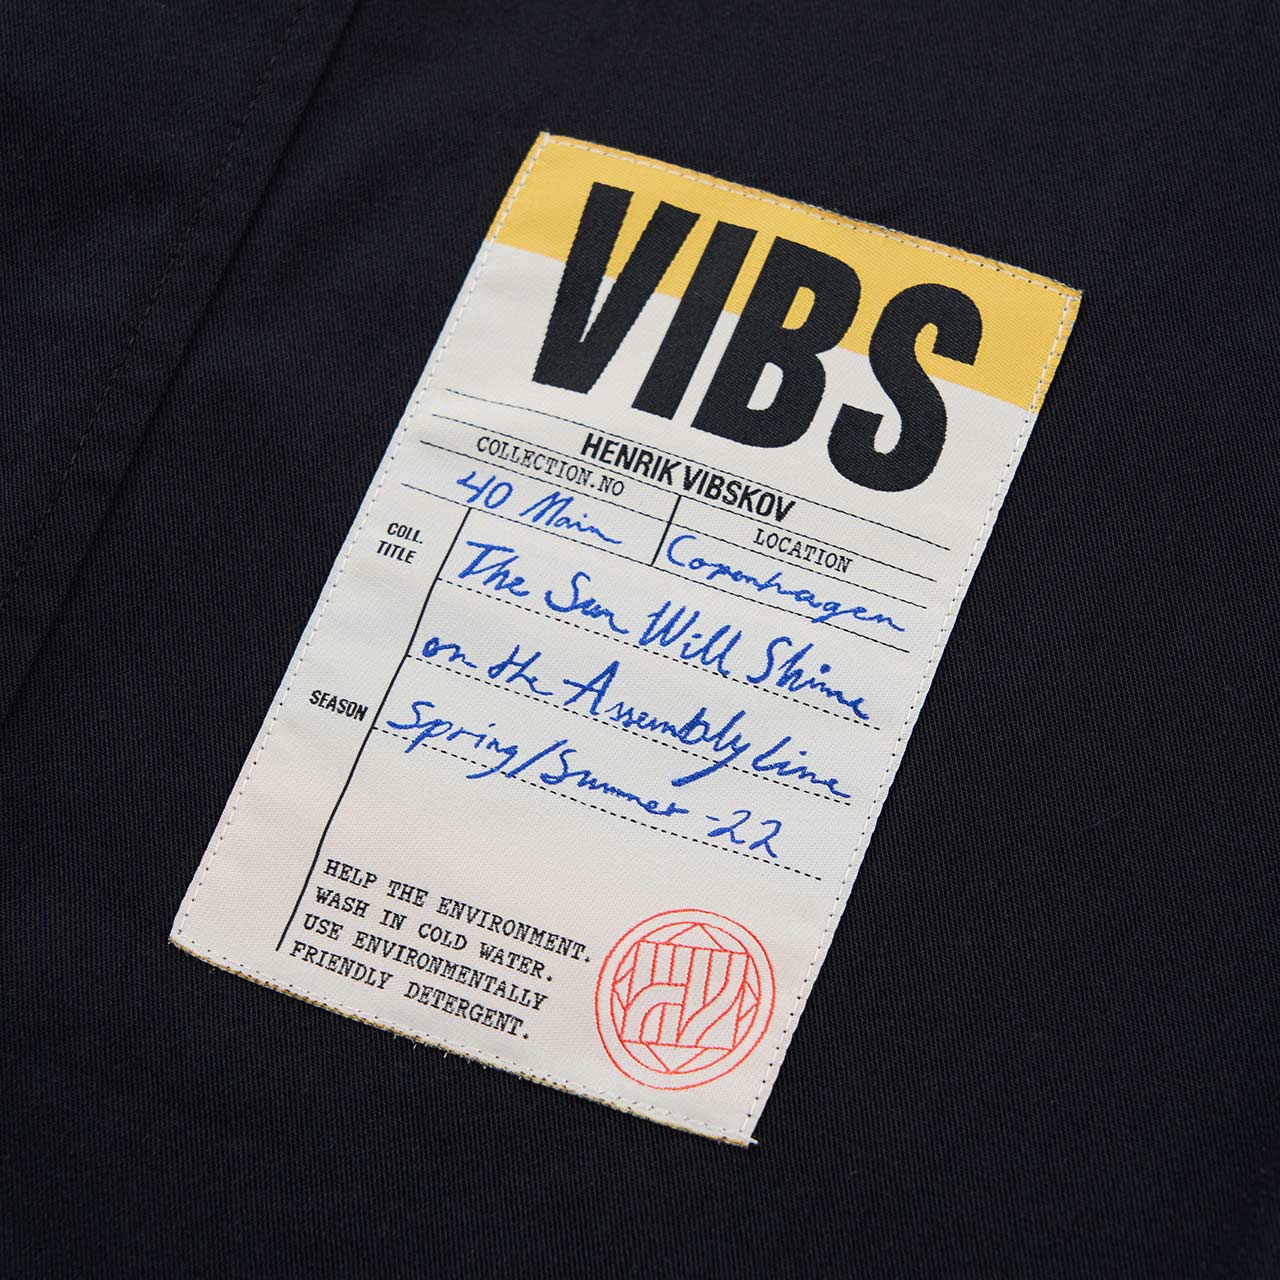 VIBS
HENRIK VIBSKOV
COLLECTION.NO
40 Main
LOCATION
Copenhagen
COLL.
TITLE
The Sun Will Shine
on the Assembly Line
SEASON
Spring/Summer -22
HELP THE ENVIRONMENT.
WASH IN COLD WATER.
USE ENVIRONMENTALLY
FRIENDLY DETERGENT.